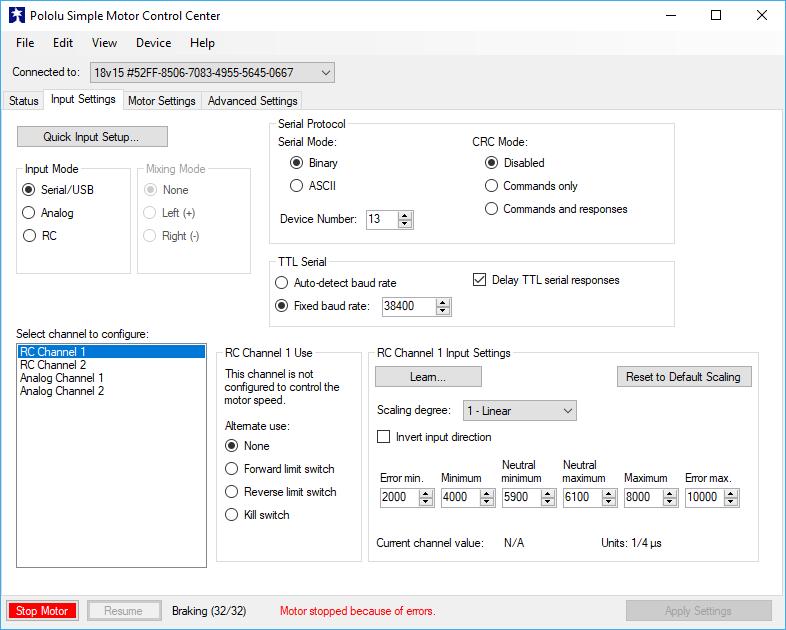 Pololu Simple Motor Control Center
File Edit View Device Help
Connected to: 18v15 #52FF-8506-7083-4955-5645-0667
Status Input Settings Motor Settings Advanced Settings
Quick Input Setup...
Input Mode
Serial/USB
Analog
RC
Mixing Mode
None
Left (+)
Right (-)
Serial Protocol
Serial Mode:
Binary
ASCII
Device Number: 13
CRC Mode:
Disabled
Commands only
Commands and responses
TTL Serial
Auto-detect baud rate
Fixed baud rate: 38400
Delay TTL serial responses
Select channel to configure:
RC Channel 1
RC Channel 2
Analog Channel 1
Analog Channel 2
RC Channel 1 Use
This channel is not
configured to control the
motor speed.
Alternate use:
None
Forward limit switch
Reverse limit switch
Kill switch
RC Channel 1 Input Settings
Learn...
Reset to Default Scaling
Scaling degree: 1 - Linear
Invert input direction
Error min.
2000
Minimum
4000
Neutral
minimum
5900
Neutral
maximum
6100
Maximum
8000
Error max.
10000
Current channel value: N/A
Units: 1/4 µs
Stop Motor
Resume
Braking (32/32)
Motor stopped because of errors.
Apply Settings